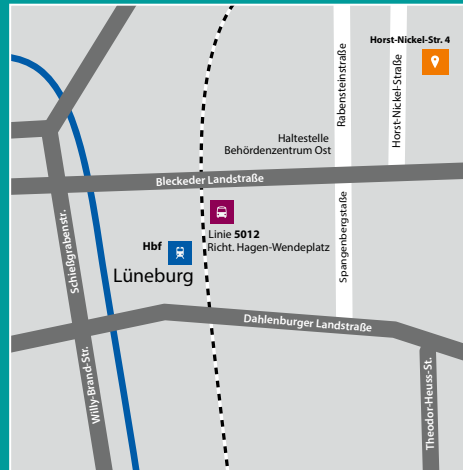 Horst-Nickel-Str. 4
Rabensteinstraße
Horst-Nickel-Straße
Haltestelle
Behördenzentrum Ost
Bleckeder Landstraße
Schießgrabenstr.
Linie 5012
Richt. Hagen-Wendeplatz
Hbf
Lüneburg
Spangenbergstaße
Dahlenburger Landstraße
Willy-Brand-Str.
Theodor-Heuss-St.